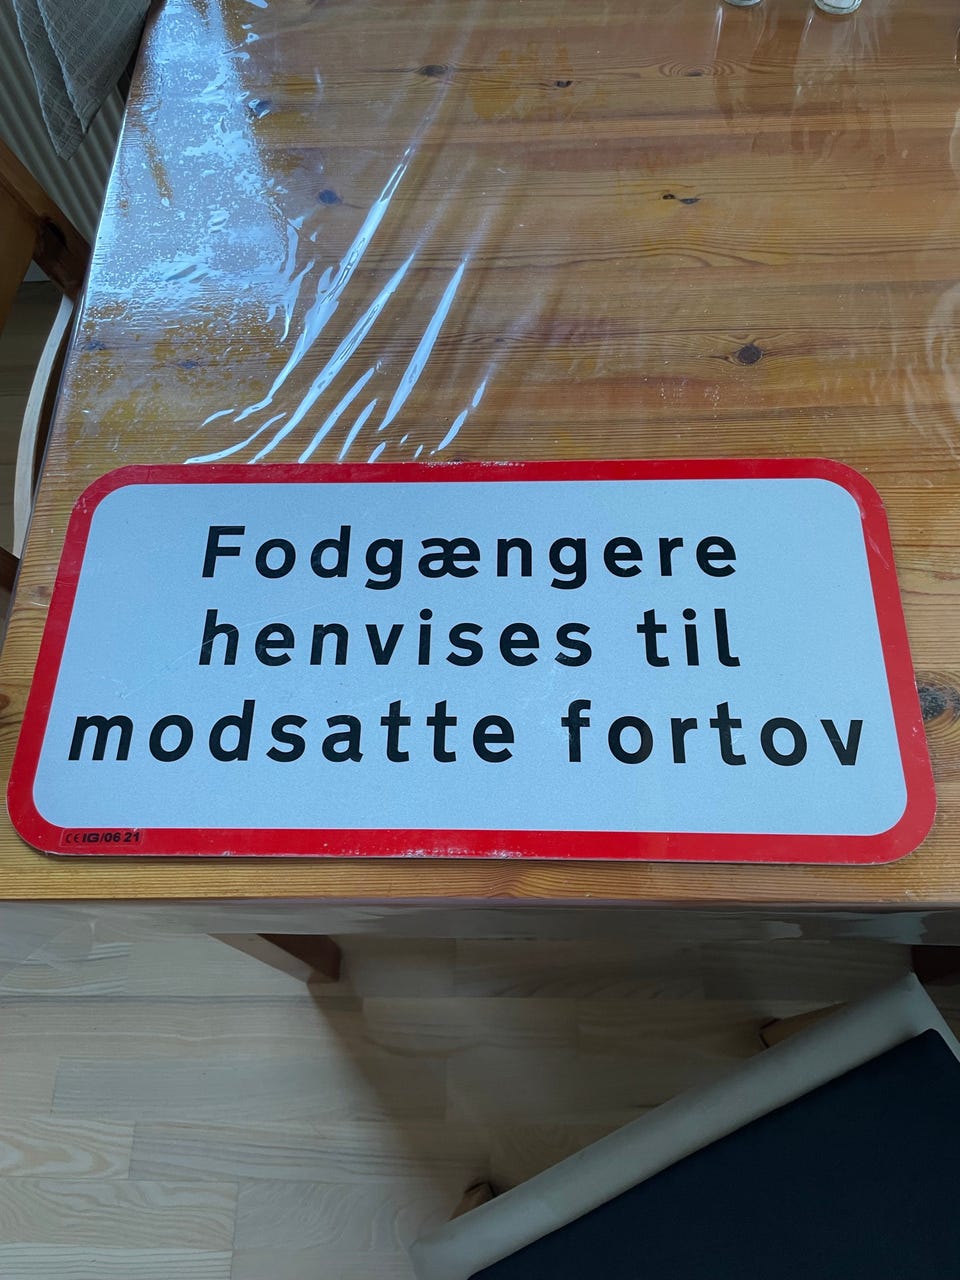 Fodgængere
henvises til
modsatte fortov
CE IG/06 21